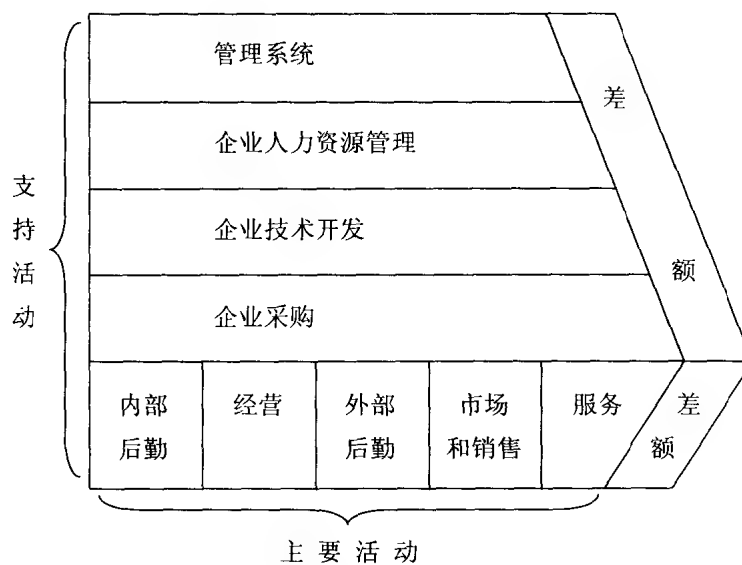 管理系统
差
企业人力资源管理
支持活动
企业技术开发
额
企业采购
内部
后勤
经营
外部
后勤
市场
和销售
服务
差
额
主要活动